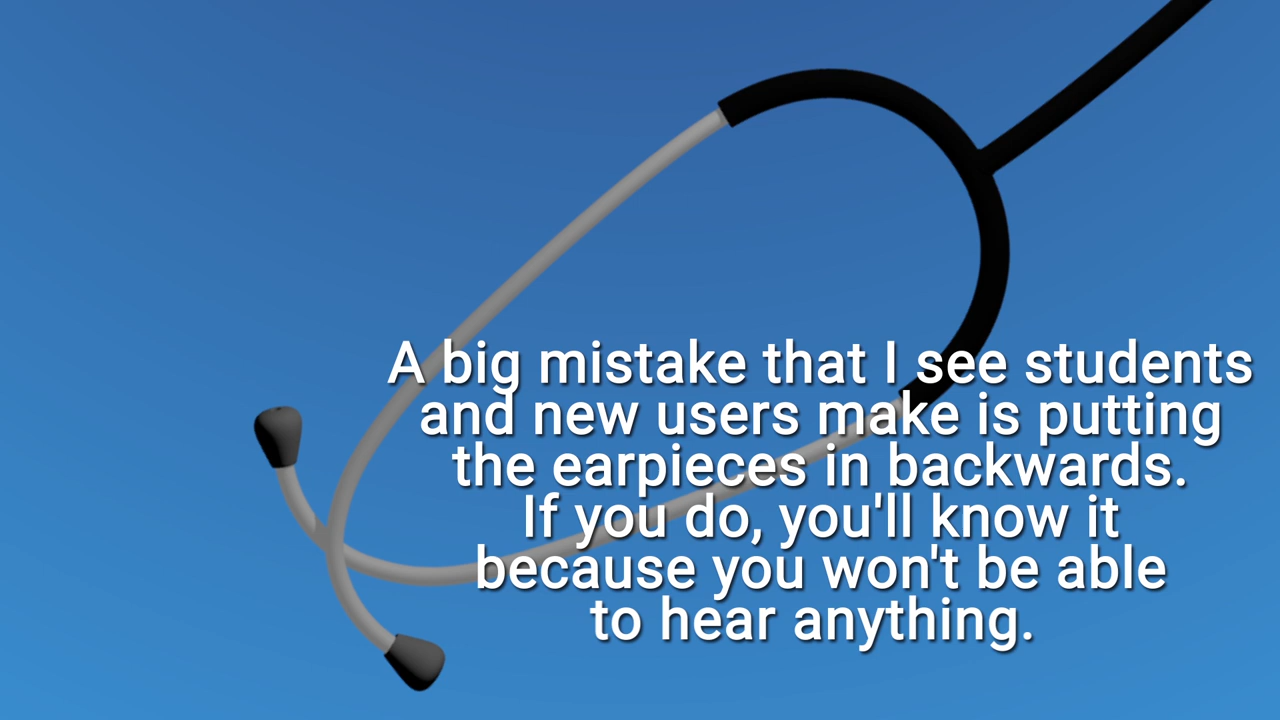 A big mistake that I see students
and new users make is putting
the earpieces in backwards.
If you do, you'll know it
because you won't be able
to hear anything.